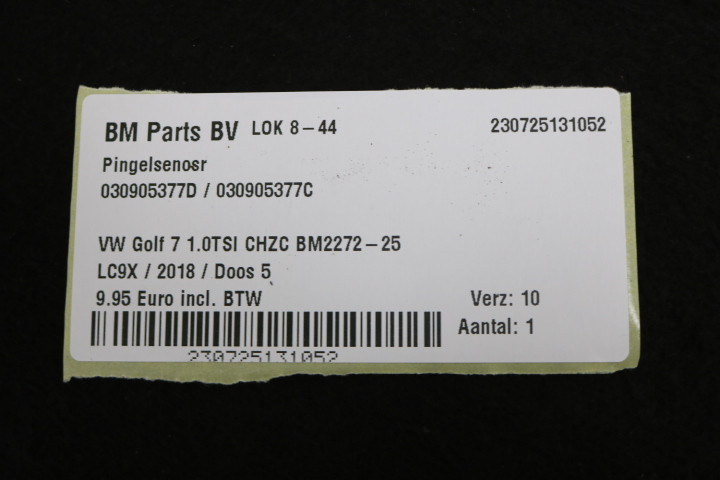 BM Parts BV LOK 8-44 230725131052
Pingelsenosr
030905377D / 030905377C
VW Golf 7 1.0TSI CHZC BM2272-25
LC9X / 2018 / Doos 5
9.95 Euro incl. BTW Verz: 10
Aantal: 1
230725131052